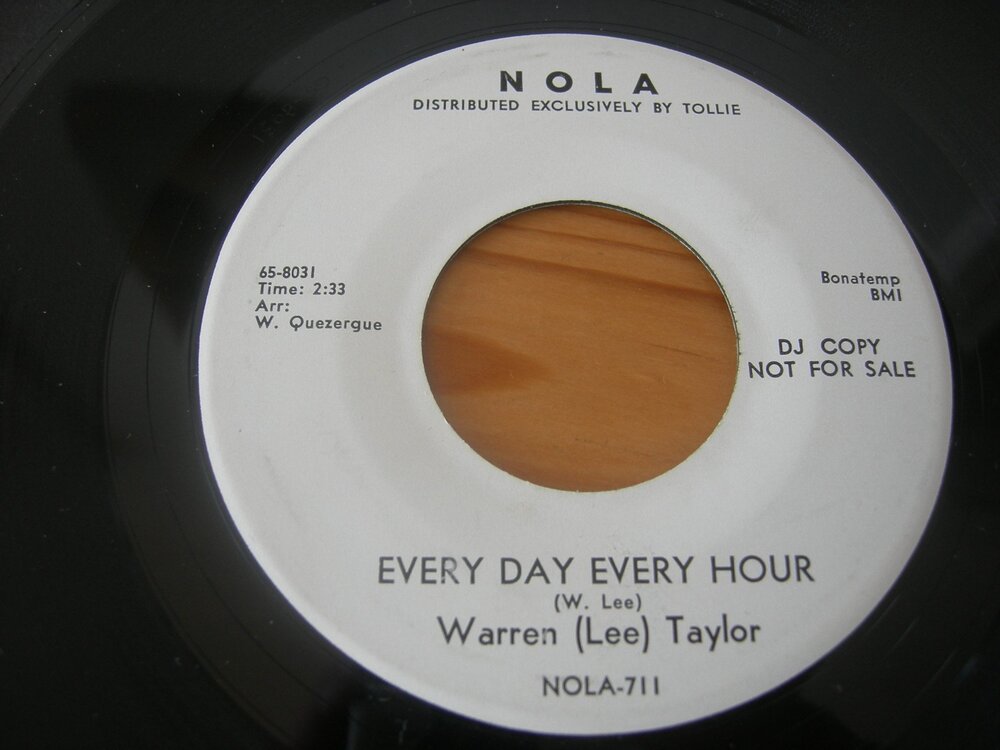 NOLA
DISTRIBUTED EXCLUSIVELY BY TOLLIE
65-8031
Time: 2:33
Arr:
W. Quezergue
Bonatemp
BMI
DJ COPY
NOT FOR SALE
EVERY DAY EVERY HOUR
(W. Lee)
Warren (Lee) Taylor
NOLA-711